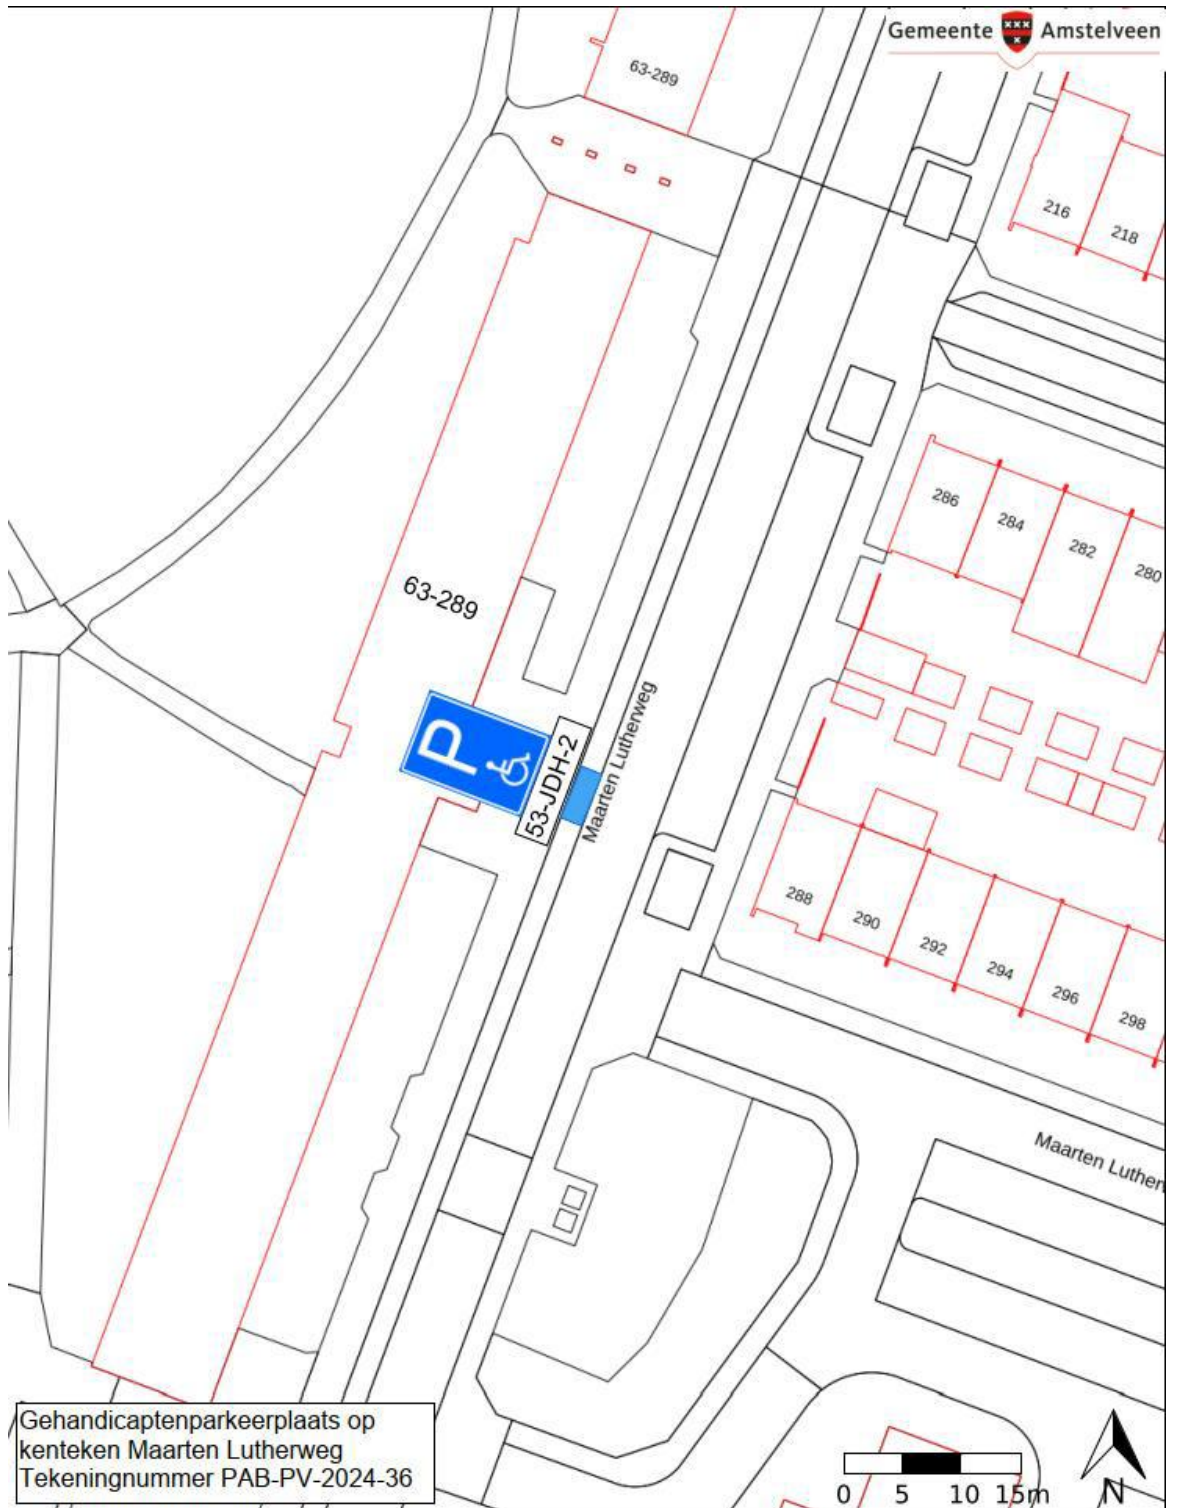 Gemeente Amstelveen
63-289
216
218
286
284
282
280
63-289
P
53-JDH-2
Maarten Lutherweg
288
290
292
294
296
298
Maarten Lutherw
Gehandicaptenparkeerplaats op
kenteken Maarten Lutherweg
Tekeningnummer PAB-PV-2024-36
0 5 10 15m
N